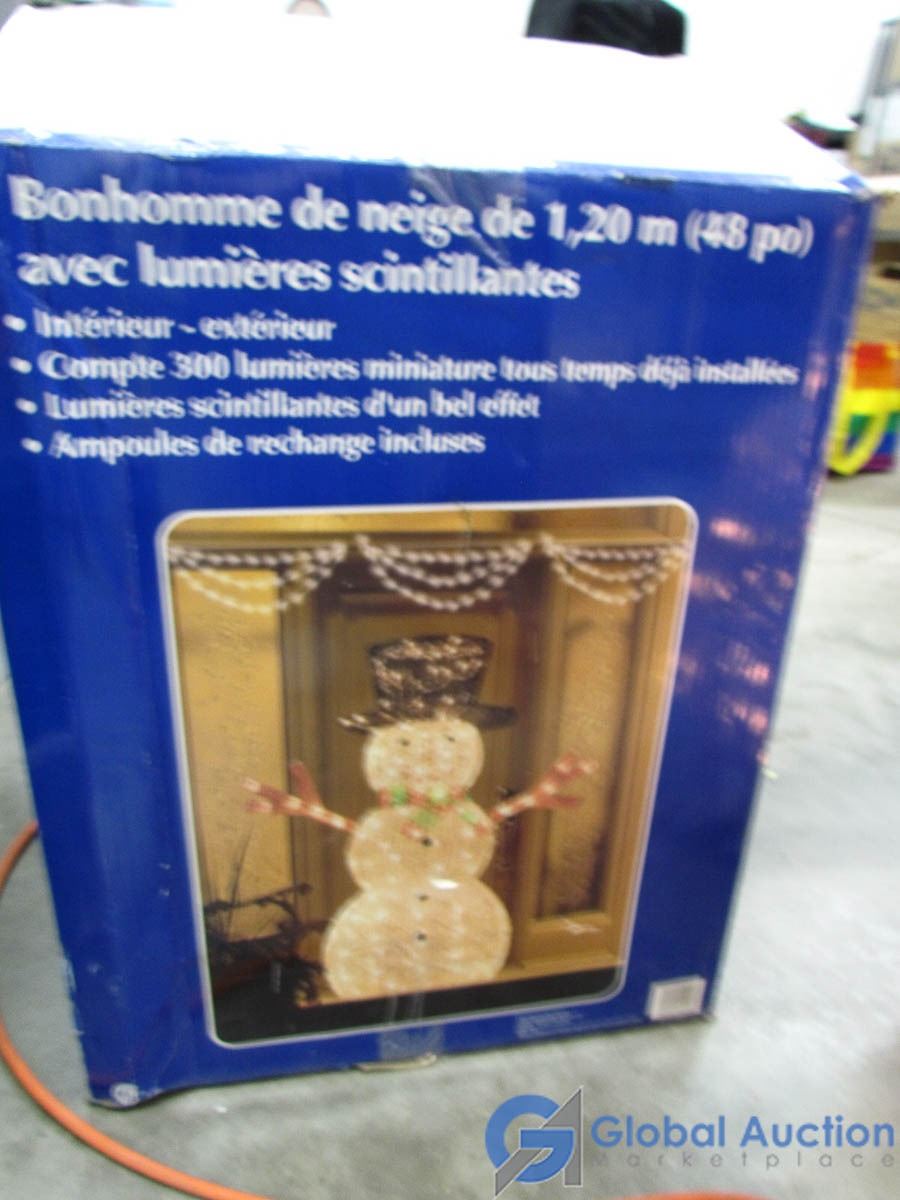 Bonhomme de neige de 1,20 m (48 po)
avec lumières scintillantes
• Intérieur - extérieur
• Compte 300 lumières miniature tous temps déjà installées
• Lumières scintillantes d'un bel effet
• Ampoules de rechange incluses
GA Global Auction
Marketplace